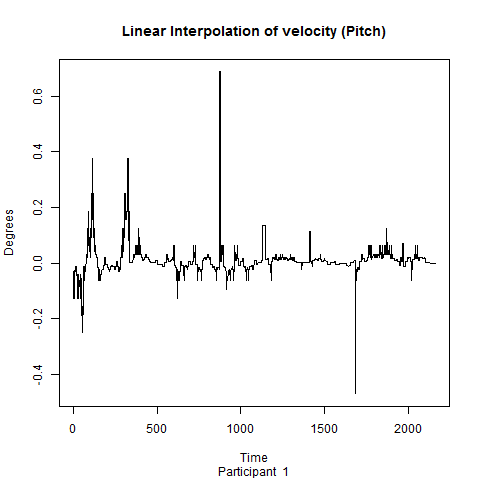 Linear Interpolation of velocity (Pitch)
Degrees
0.6
0.4
0.2
0.0
-0.2
-0.4
0 500 1000 1500 2000
Time
Participant 1